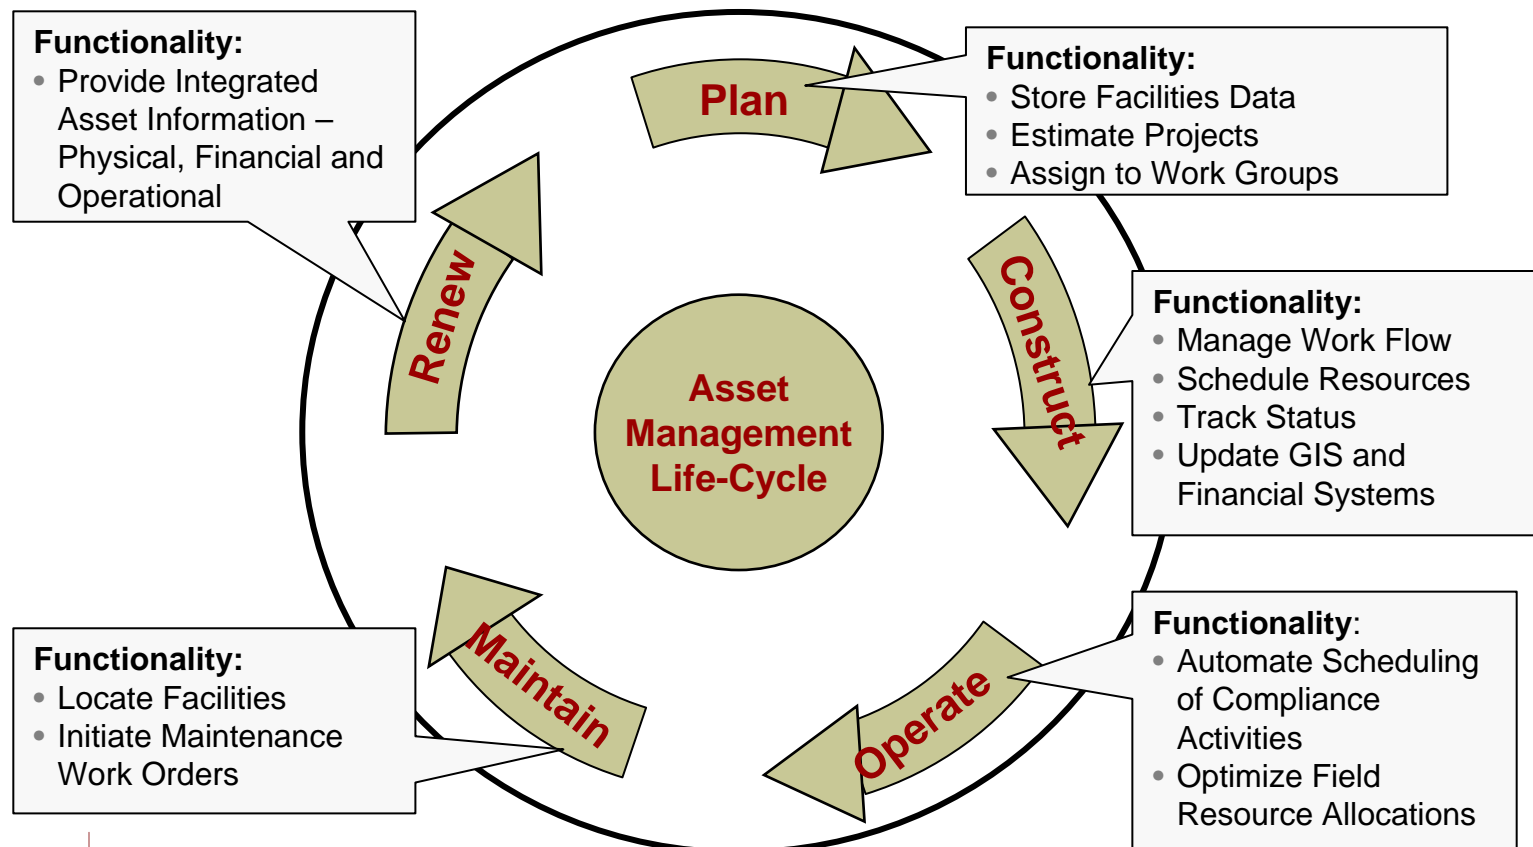 Functionality:
• Provide Integrated
Asset Information –
Physical, Financial and
Operational
Plan
Functionality:
• Store Facilities Data
• Estimate Projects
• Assign to Work Groups
Construct
Functionality:
• Manage Work Flow
• Schedule Resources
• Track Status
• Update GIS and
Financial Systems
Renew
Asset
Management
Life-Cycle
Operate
Functionality:
• Automate Scheduling
of Compliance
Activities
• Optimize Field
Resource Allocations
Maintain
Functionality:
• Locate Facilities
• Initiate Maintenance
Work Orders